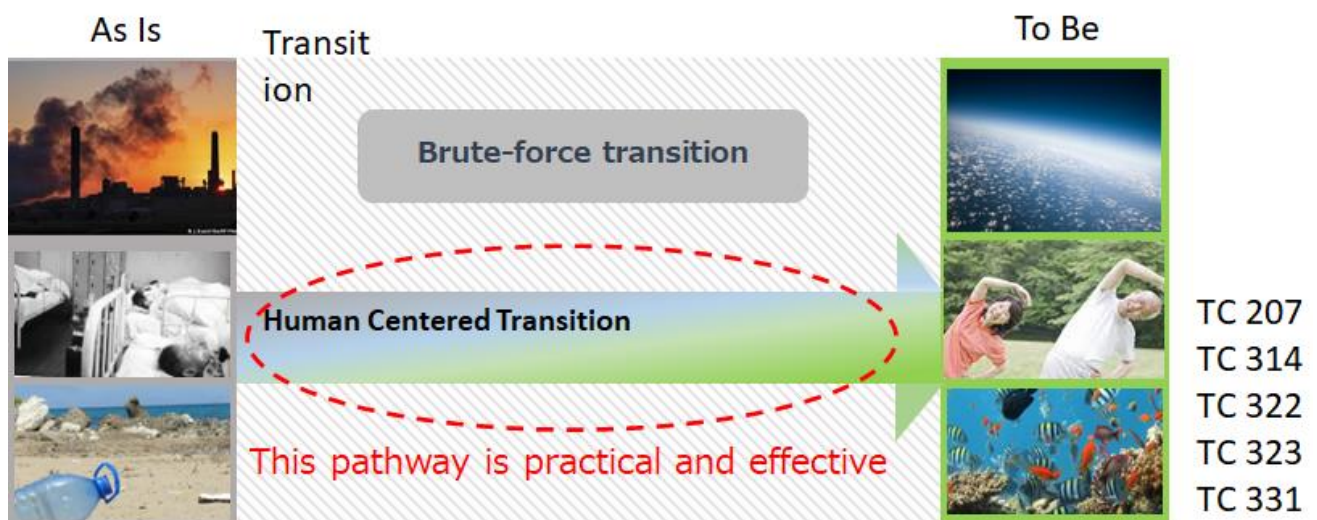 As Is
Transit
ion
To Be
Brute-force transition
Human Centered Transition
This pathway is practical and effective
TC 207
TC 314
TC 322
TC 323
TC 331